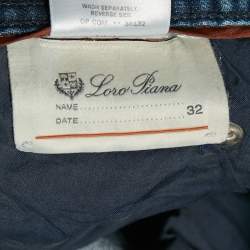 WASH SEPARATELY
REVERSE SIDE
Loro Piana
NAME
32
DATE